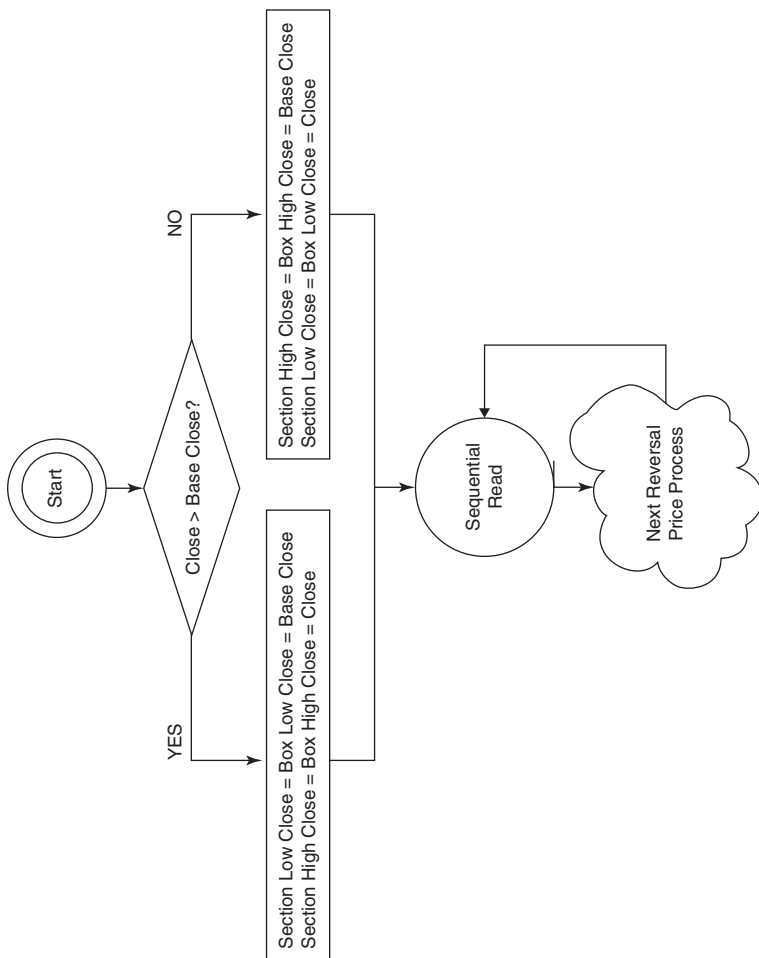 Start
Close > Base Close?
YES
NO
Section Low Close = Box Low Close = Base Close
Section High Close = Box High Close = Close
Section High Close = Box High Close = Base Close
Section Low Close = Box Low Close = Close
Sequential
Read
Next Reversal
Price Process